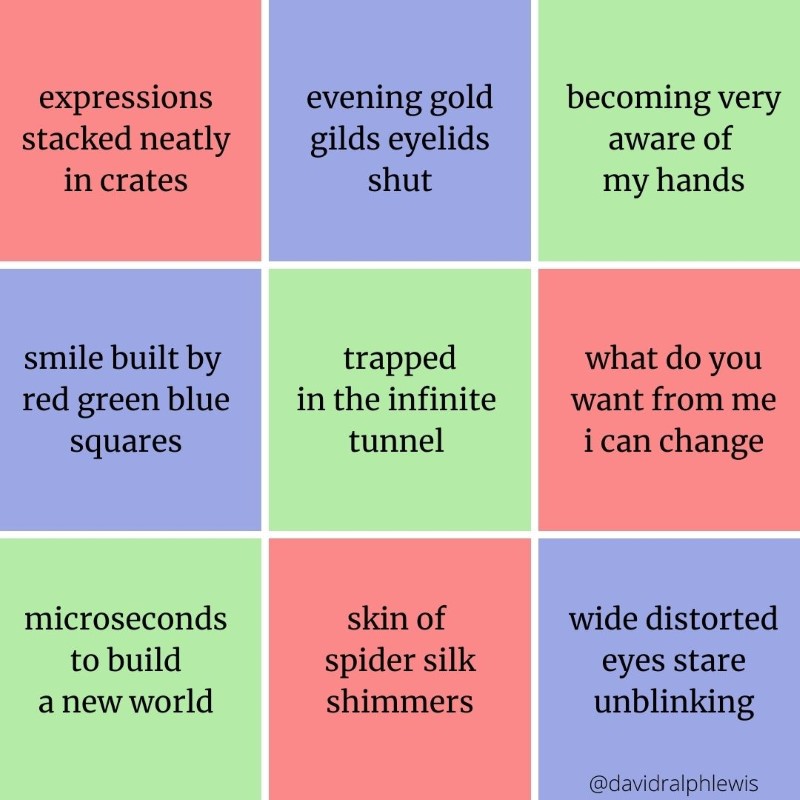 expressions
stacked neatly
in crates
evening gold
gilds eyelids
shut
becoming very
aware of
my hands
smile built by
red green blue
squares
trapped
in the infinite
tunnel
what do you
want from me
i can change
microseconds
to build
a new world
skin of
spider silk
shimmers
wide distorted
eyes stare
unblinking
@davidralphlewis